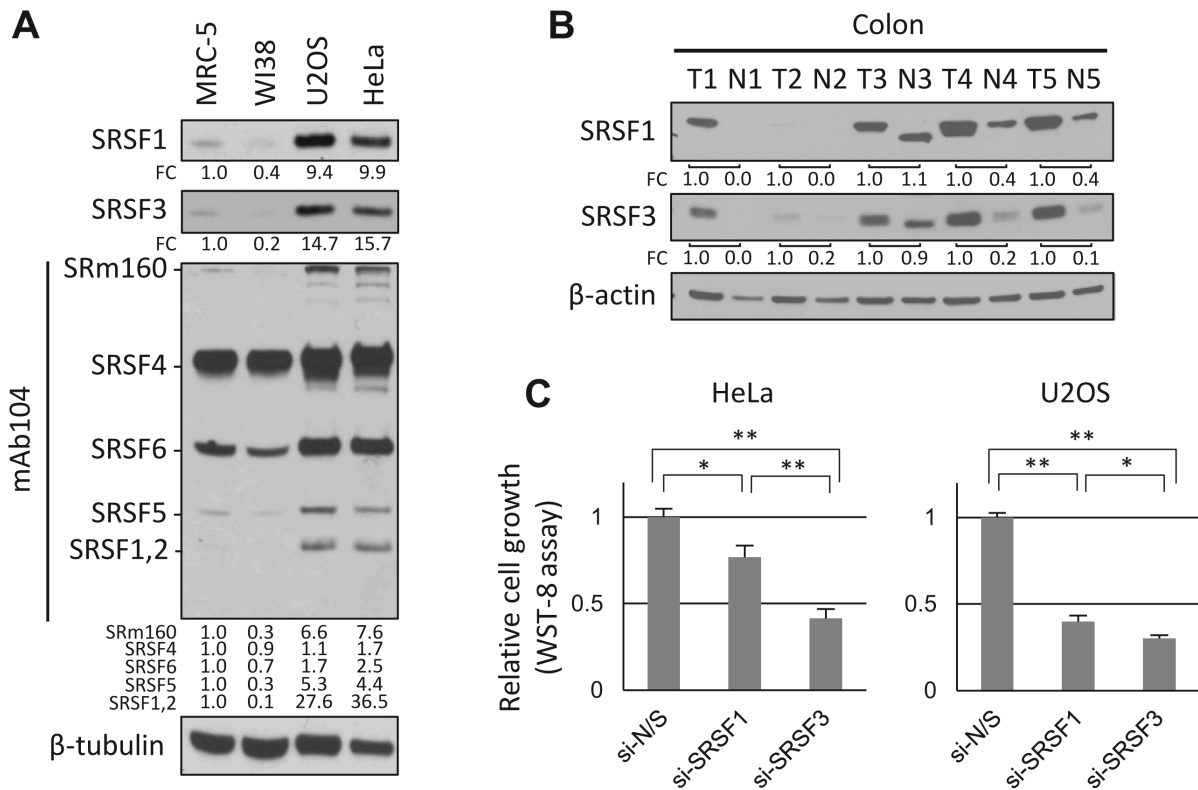 A
MRC-5 WI38 U2OS HeLa
SRSF1
FC 1.0 0.4 9.4 9.9
SRSF3
FC 1.0 0.2 14.7 15.7
mAb104
SRm160
SRSF4
SRSF6
SRSF5
SRSF1,2
SRm160 1.0 0.3 6.6 7.6
SRSF4 1.0 0.9 1.1 1.7
SRSF6 1.0 0.7 1.7 2.5
SRSF5 1.0 0.3 5.3 4.4
SRSF1,2 1.0 0.1 27.6 36.5
β-tubulin
B
Colon
T1 N1 T2 N2 T3 N3 T4 N4 T5 N5
SRSF1
FC 1.0 0.0 1.0 0.0 1.0 1.1 1.0 0.4 1.0 0.4
SRSF3
FC 1.0 0.0 1.0 0.2 1.0 0.9 1.0 0.2 1.0 0.1
β-actin
C
HeLa
Relative cell growth
(WST-8 assay)
**
* **
1
0.5
0
si-N/S si-SRSF1 si-SRSF3
U2OS
**
** *
1
0.5
0
si-N/S si-SRSF1 si-SRSF3